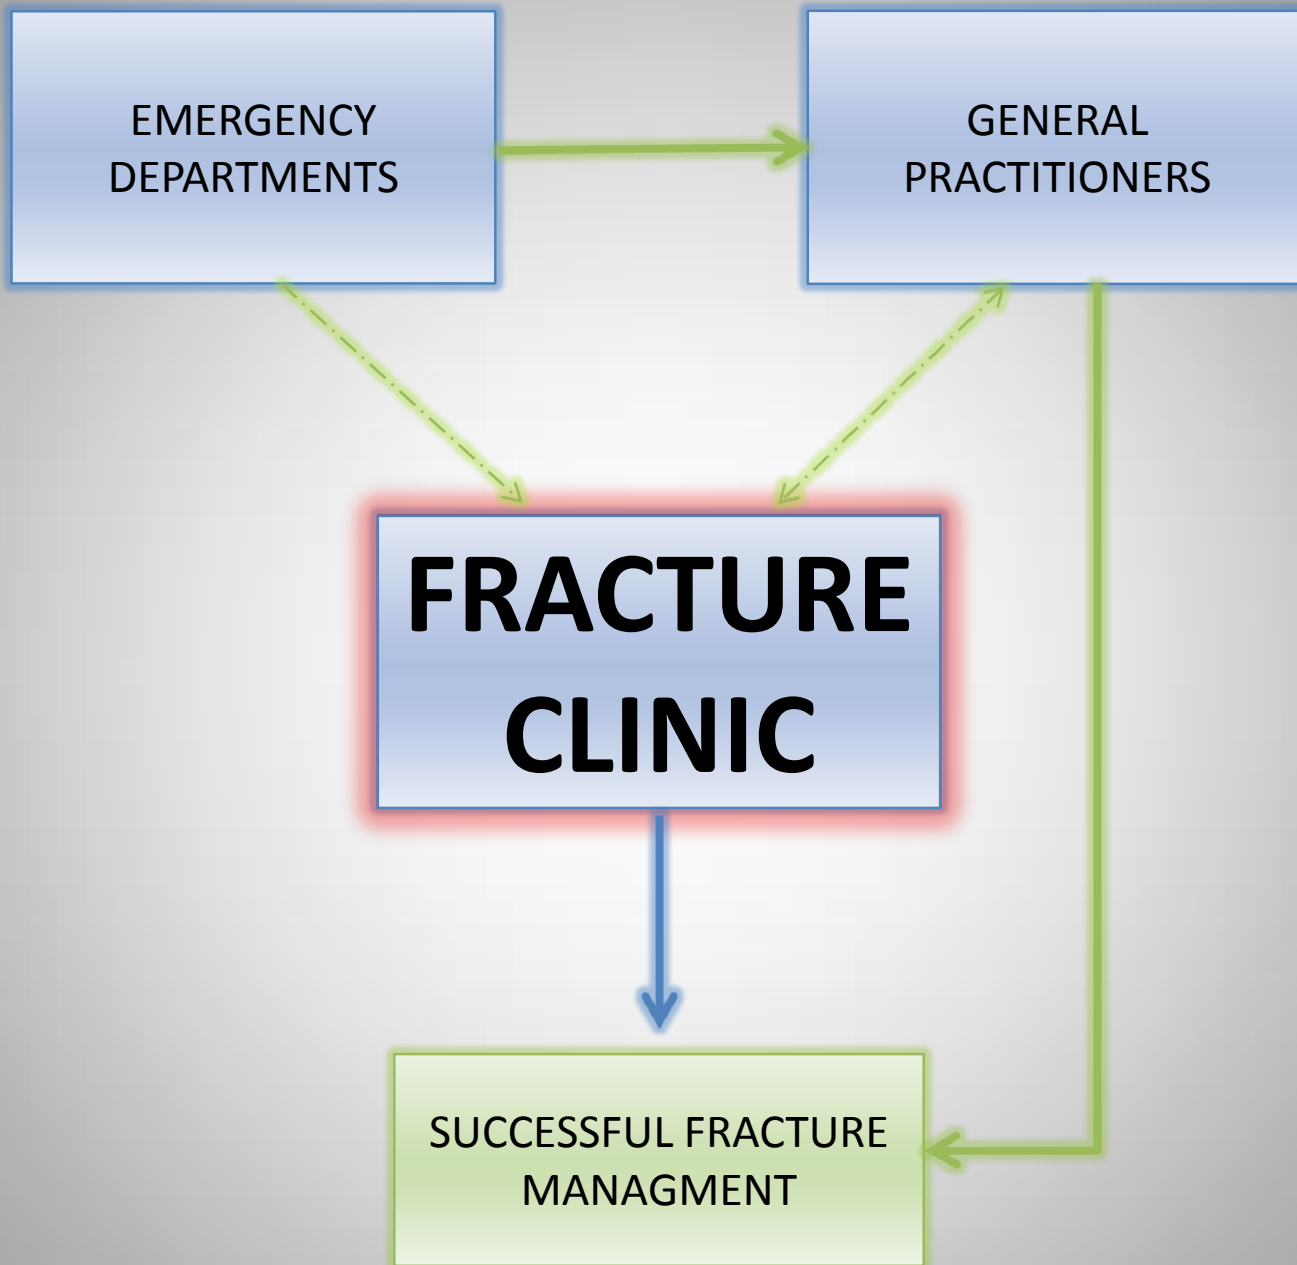 EMERGENCY
DEPARTMENTS
GENERAL
PRACTITIONERS
FRACTURE
CLINIC
SUCCESSFUL FRACTURE
MANAGMENT